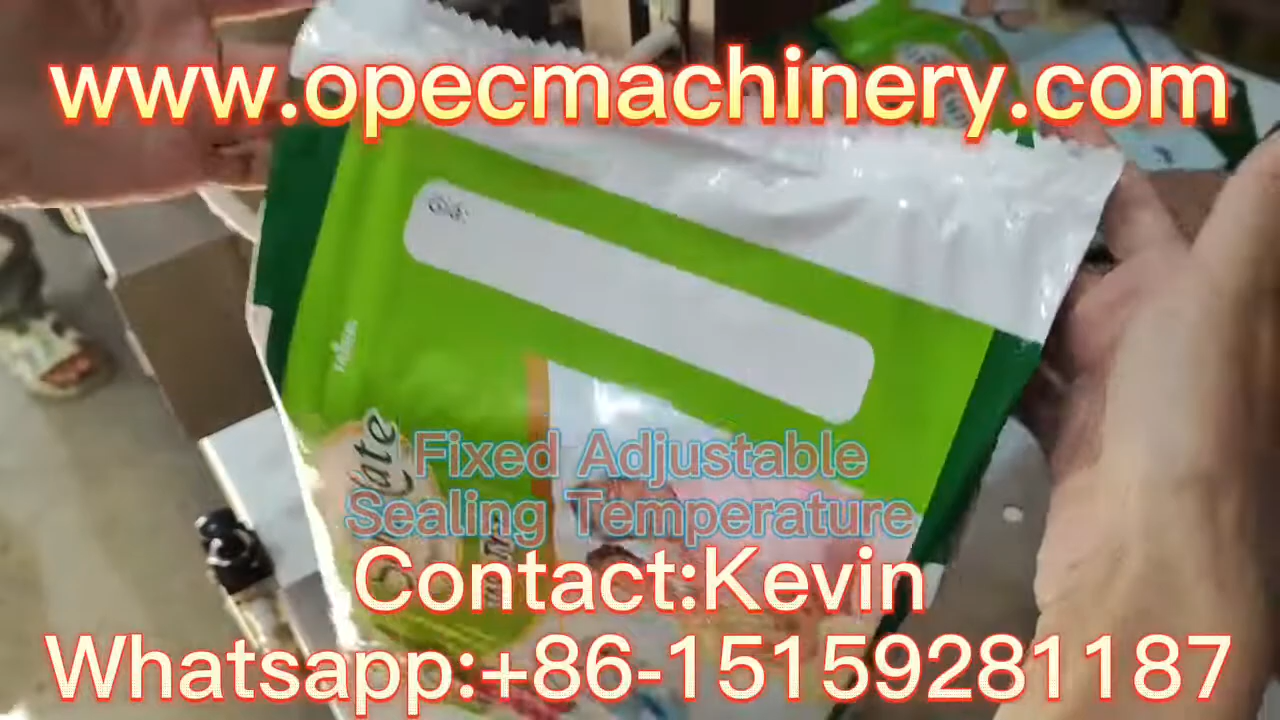 www.opecmachinery.com
Fixed Adjustable
Sealing Temperature
Contact:Kevin
Whatsapp:+86-15159281187